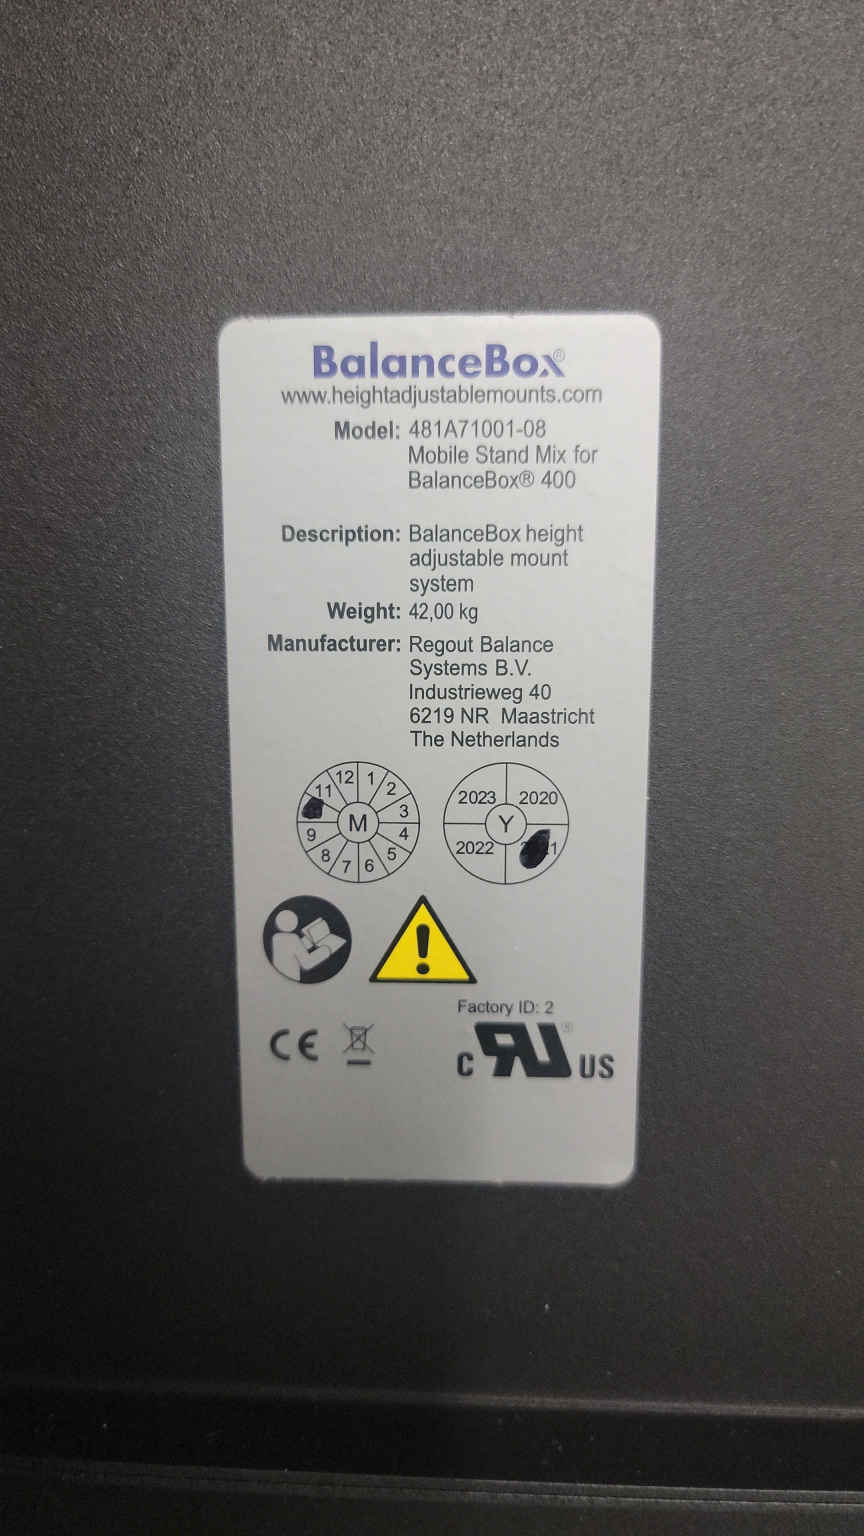 BalanceBox®
www.heightadjustablemounts.com
Model: 481A71001-08
Mobile Stand Mix for
BalanceBox® 400
Description: BalanceBox height
adjustable mount
system
Weight: 42,00 kg
Manufacturer: Regout Balance
Systems B.V.
Industrieweg 40
6219 NR Maastricht
The Netherlands
12 1
11 2
3
M
9 4
8 5
7 6
2023 2020
Y
2022
Factory ID: 2
CE
C RU® US